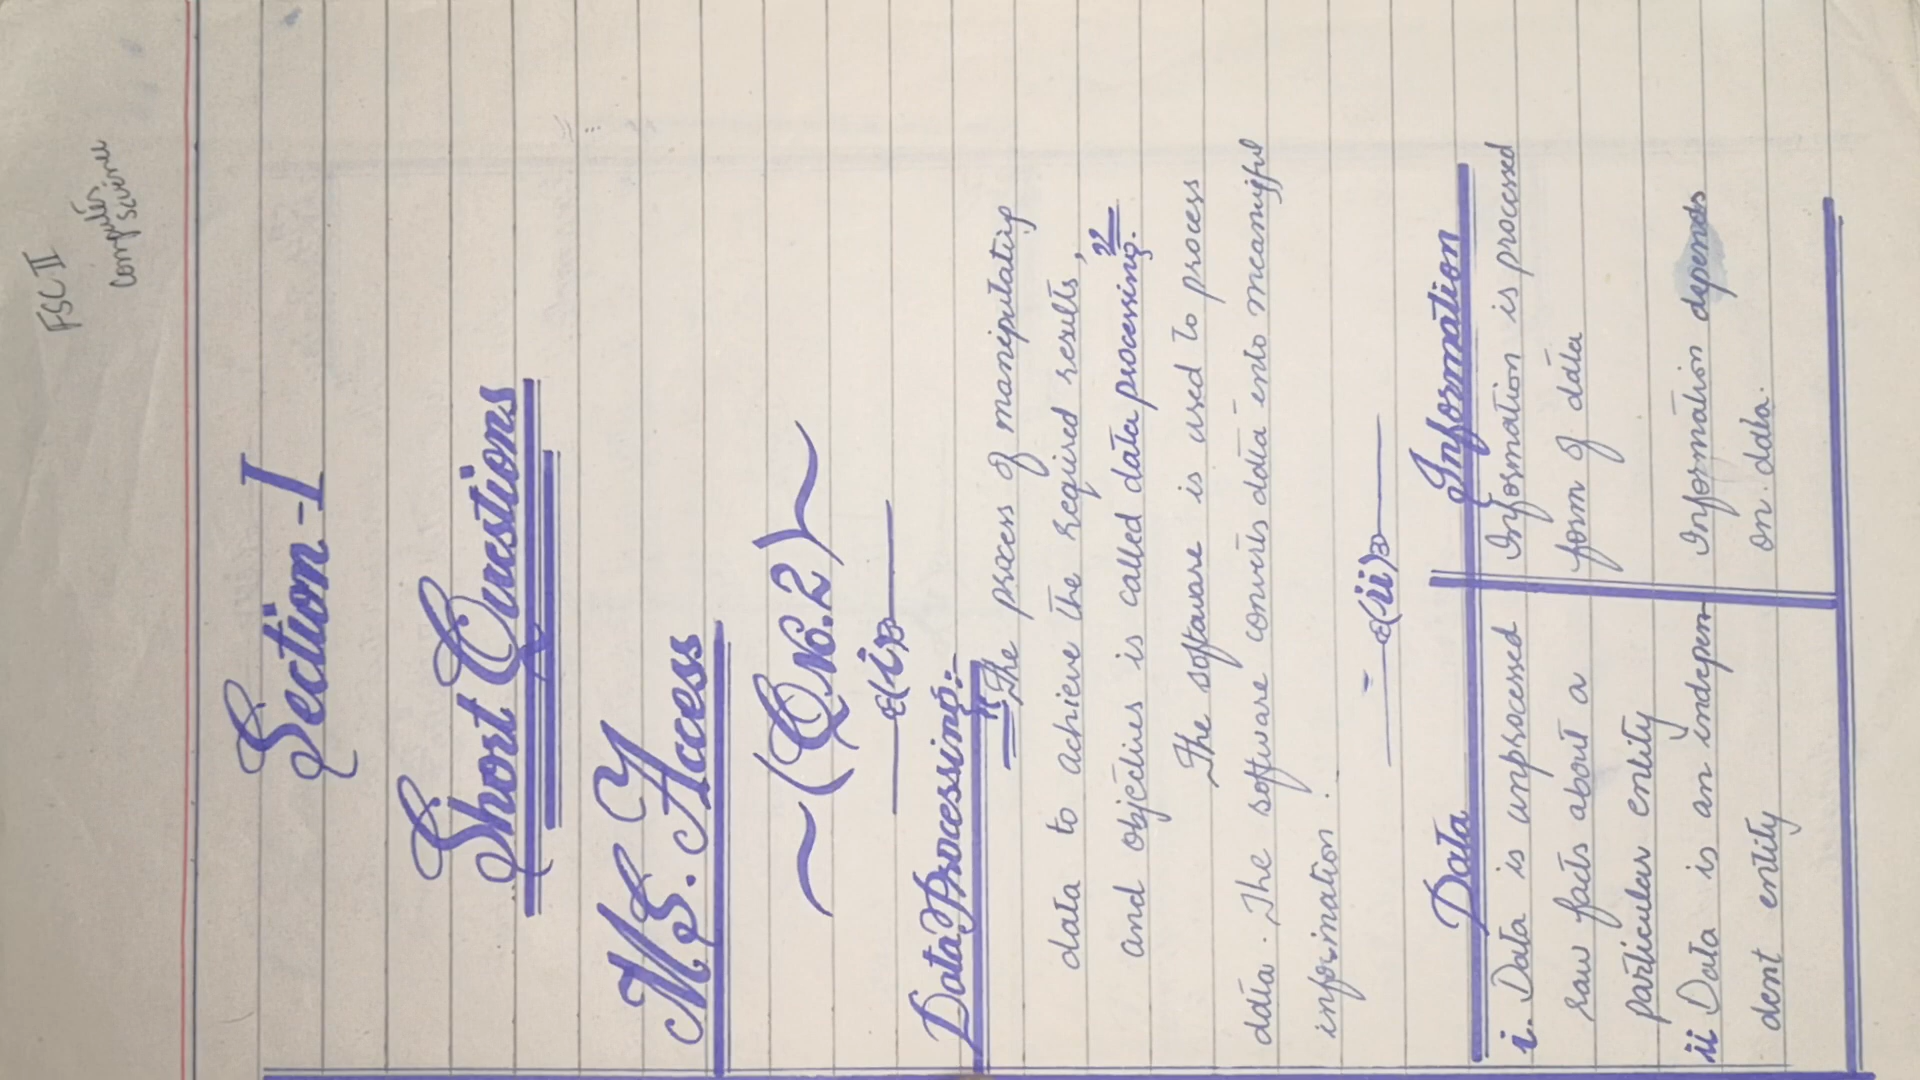 FSC II
Computer
science
Section-I
Short Questions
M.S. Access
(Q.No.2)
(i)
Data Processing:-
"The process of manipulating
data to achieve the required results,
and objectives is called data processing."
The software is used to process
data. The software converts data into meaningful
information.
(ii)
Data Information
i. Data is unprocessed Information is processed
raw facts about a form of data
particular entity
ii Data is an indepen Information depends
dent entity on data.